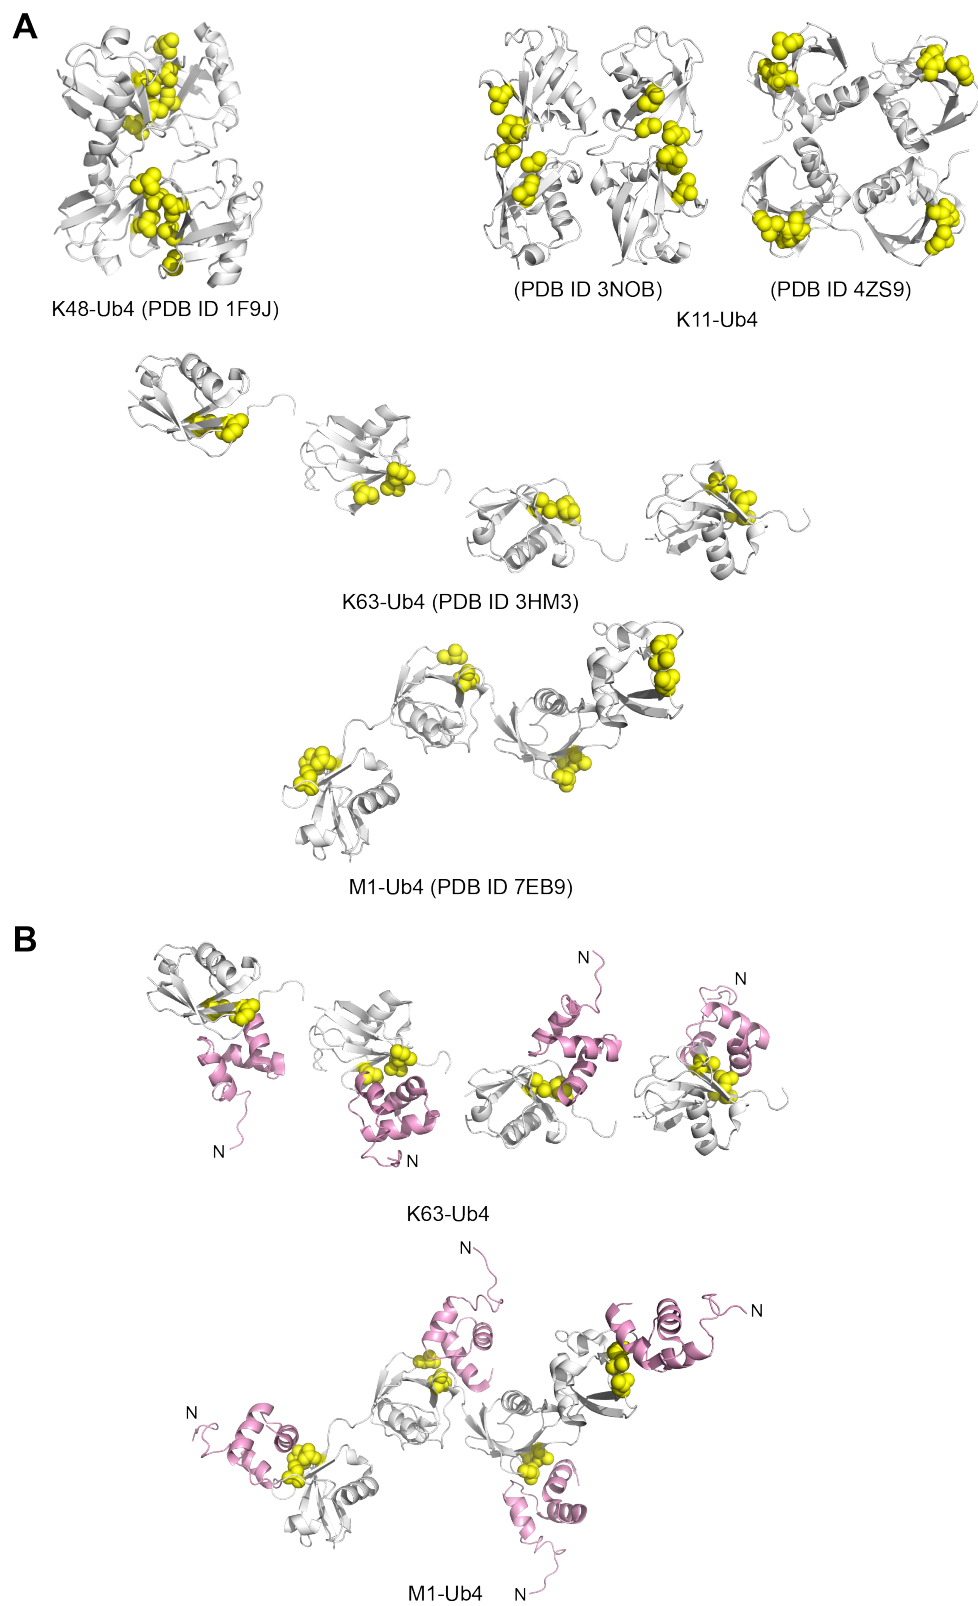 A
K48-Ub4 (PDB ID 1F9J)
(PDB ID 3NOB)
(PDB ID 4ZS9)
K11-Ub4
K63-Ub4 (PDB ID 3HM3)
M1-Ub4 (PDB ID 7EB9)
B
N
N
N
N
K63-Ub4
N
N
N
M1-Ub4
N